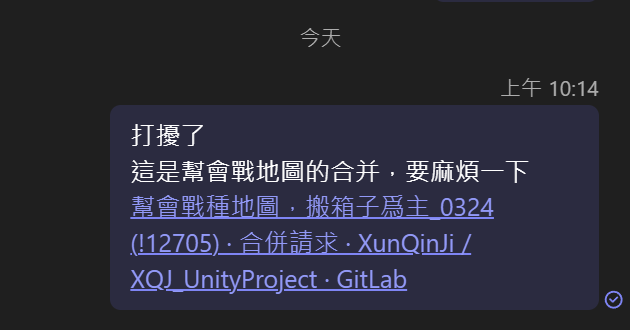 今天
上午 10:14
打擾了
這是幫會戰地圖的合并，要麻煩一下
幫會戰種地圖，搬箱子爲主_0324
(!12705) · 合併請求 · XunQinJi /
XQJ_UnityProject · GitLab